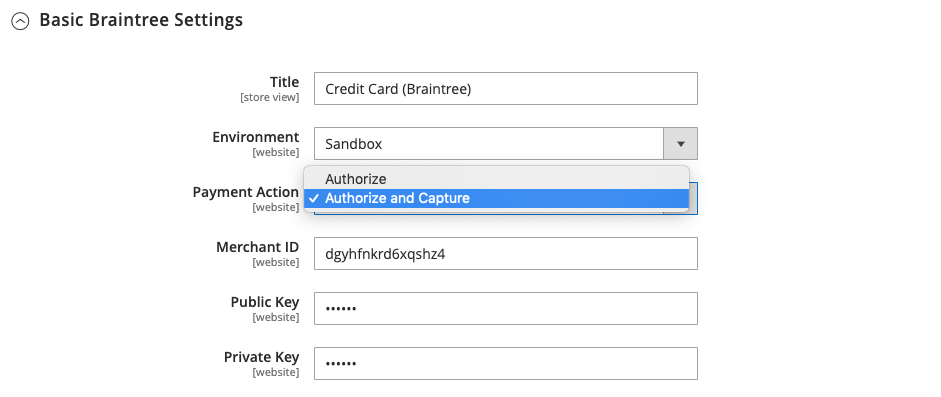 Basic Braintree Settings
Title
[store view]
Credit Card (Braintree)
Environment
[website]
Sandbox
Payment Action
[website]
Authorize
✓ Authorize and Capture
Merchant ID
[website]
dgyhfnkrd6xqshz4
Public Key
[website]
••••••
Private Key
[website]
••••••